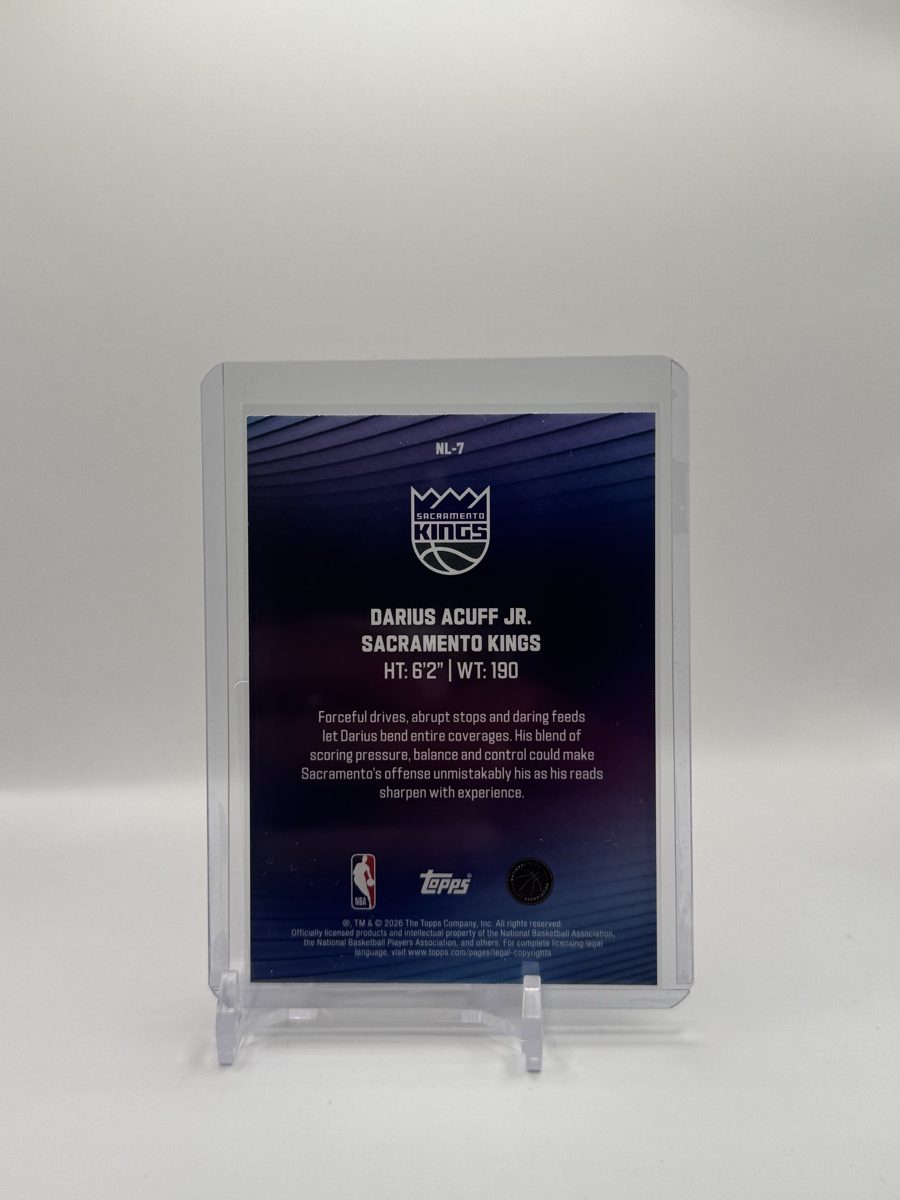 NL-7
SACRAMENTO
KINGS
DARIUS ACUFF JR.
SACRAMENTO KINGS
HT: 6'2" | WT: 190
Forceful drives, abrupt stops and daring feeds
let Darius bend entire coverages. His blend of
scoring pressure, balance and control could make
Sacramento's offense unmistakably his as his reads
sharpen with experience.
NBA
topps®
®, TM & © 2026 The Topps Company, Inc. All rights reserved.
Officially licensed products and intellectual property of the National Basketball Association,
the National Basketball Players Association, and others. For complete licensing legal
language, visit www.topps.com/pages/legal-copyrights